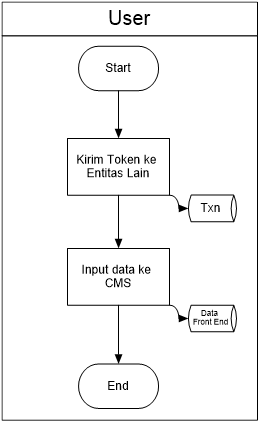 User
Start
Kirim Token ke
Entitas Lain
Txn
Input data ke
CMS
Data
Front End
End